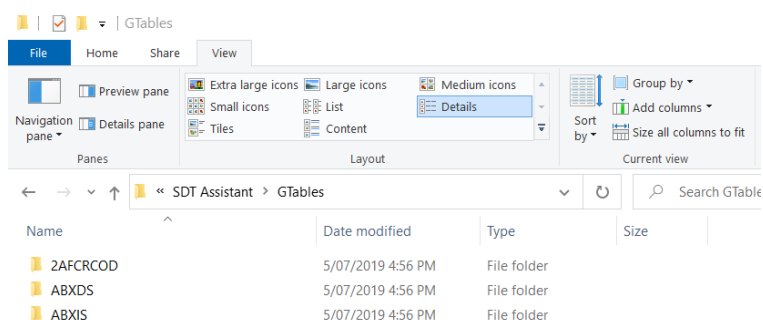 GTables
File Home Share View
Preview pane Extra large icons Large icons Medium icons Group by
Small icons List Details Add columns
Navigation pane Details pane Tiles Content Sort by Size all columns to fit
Panes Layout Current view
« SDT Assistant > GTables Search GTable
Name Date modified Type Size
2AFCRCOD 5/07/2019 4:56 PM File folder
ABXDS 5/07/2019 4:56 PM File folder
ABXIS 5/07/2019 4:56 PM File folder